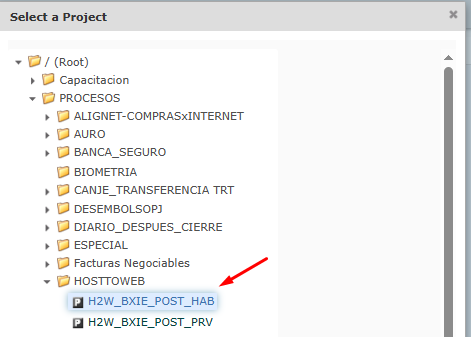 Select a Project
/ (Root)
Capacitacion
PROCESOS
ALIGNET-COMPRASxINTERNET
AURO
BANCA_SEGURO
BIOMETRIA
CANJE_TRANSFERENCIA TRT
DESEMBOLSOPJ
DIARIO_DESPUES_CIERRE
ESPECIAL
Facturas Negociables
HOSTTOWEB
H2W_BXIE_POST_HAB
H2W_BXIE_POST_PRV